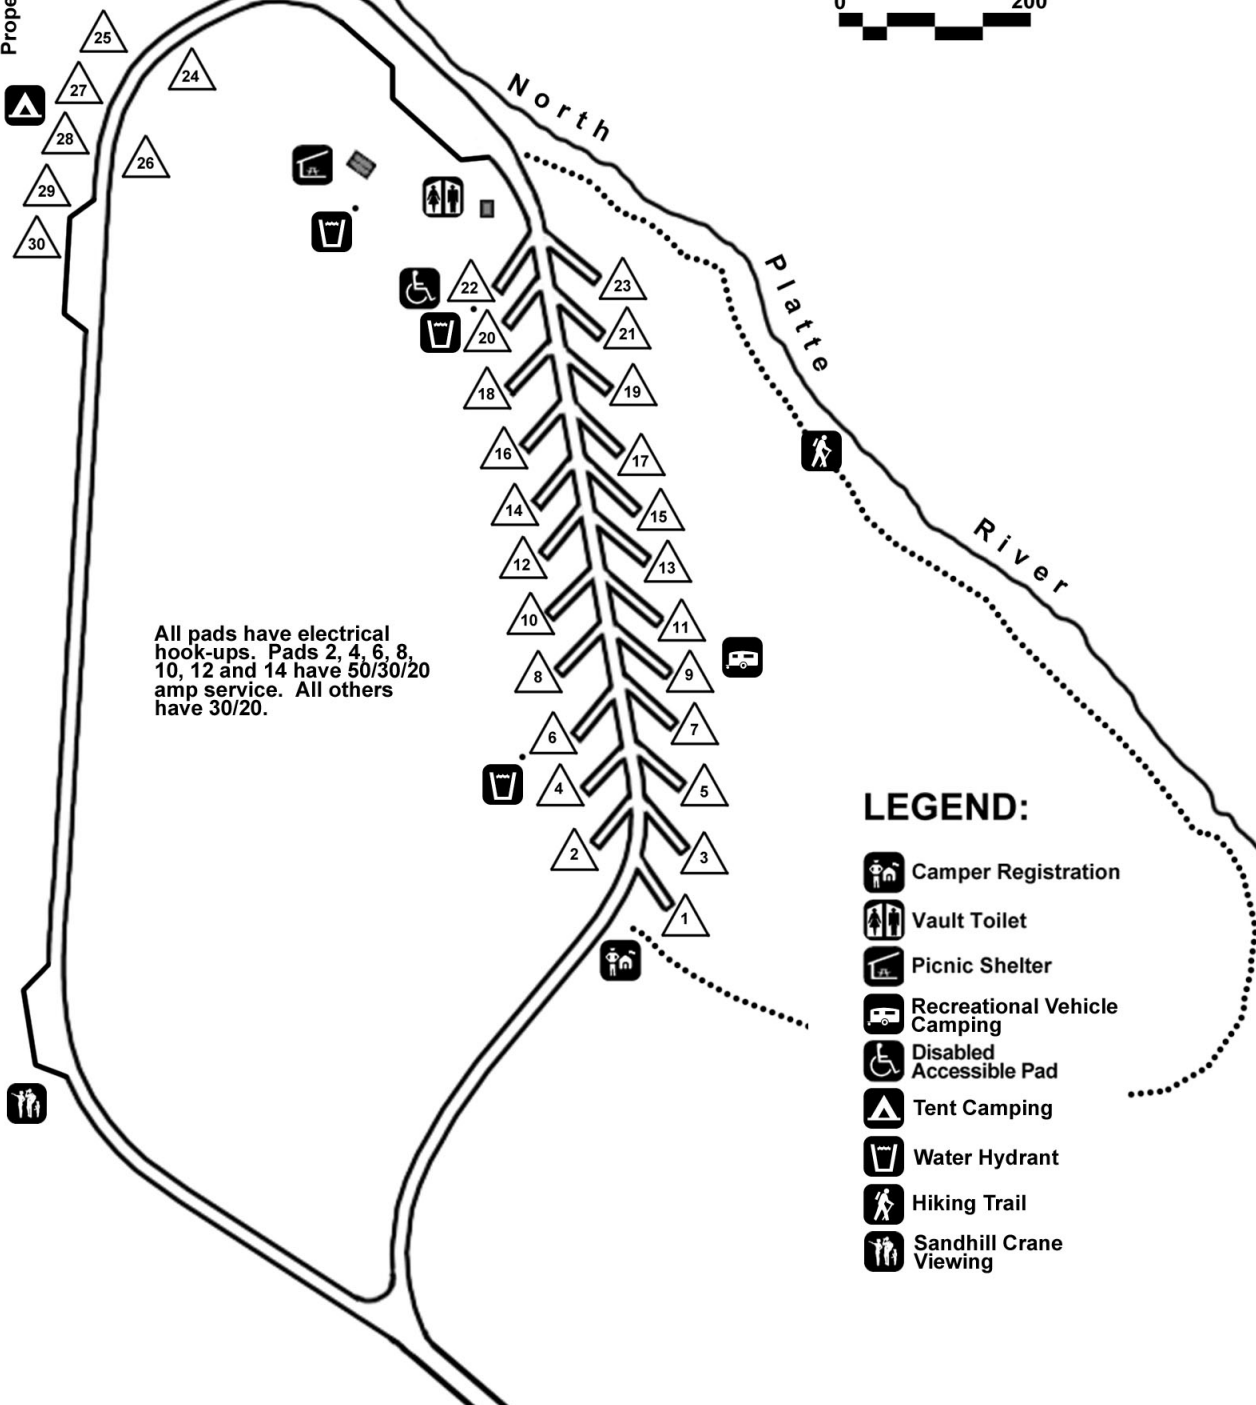 Prope
0 200
North
Platte
River
25
24
27
28
26
29
30
22
23
20
21
18
19
16
17
14
15
12
13
10
11
8
9
6
7
4
5
2
3
1
All pads have electrical
hook-ups. Pads 2, 4, 6, 8,
10, 12 and 14 have 50/30/20
amp service. All others
have 30/20.
LEGEND:
Camper Registration
Vault Toilet
Picnic Shelter
Recreational Vehicle
Camping
Disabled
Accessible Pad
Tent Camping
Water Hydrant
Hiking Trail
Sandhill Crane
Viewing